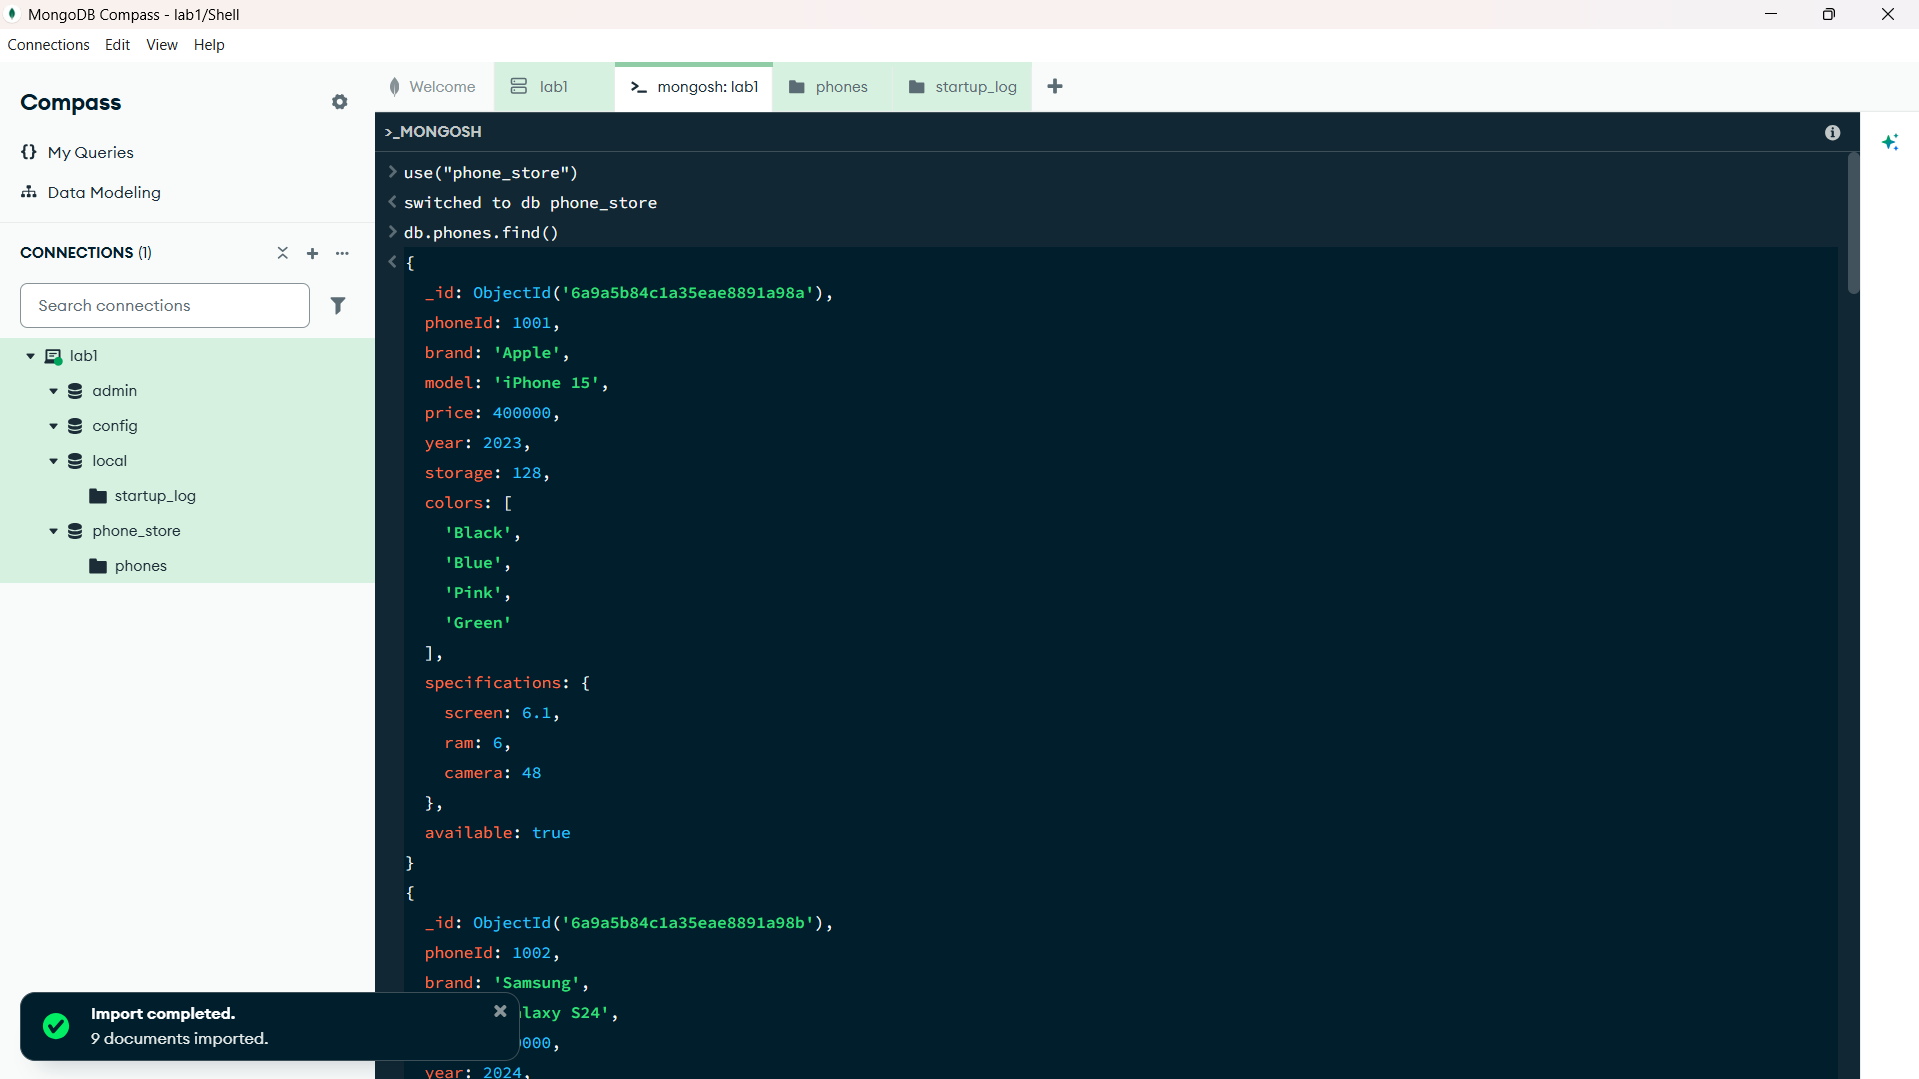 MongoDB Compass - lab1/Shell
Connections Edit View Help
Compass
My Queries
Data Modeling
CONNECTIONS (1)
Search connections
lab1
admin
config
local
startup_log
phone_store
phones
Import completed.
9 documents imported.
Welcome
lab1
mongosh: lab1
phones
startup_log
>_MONGOSH
> use("phone_store")
< switched to db phone_store
> db.phones.find()
< {
_id: ObjectId('6a9a5b84c1a35eae8891a98a'),
phoneId: 1001,
brand: 'Apple',
model: 'iPhone 15',
price: 400000,
year: 2023,
storage: 128,
colors: [
'Black',
'Blue',
'Pink',
'Green'
],
specifications: {
screen: 6.1,
ram: 6,
camera: 48
},
available: true
}
{
_id: ObjectId('6a9a5b84c1a35eae8891a98b'),
phoneId: 1002,
brand: 'Samsung',
laxy S24',
000,
year: 2024,